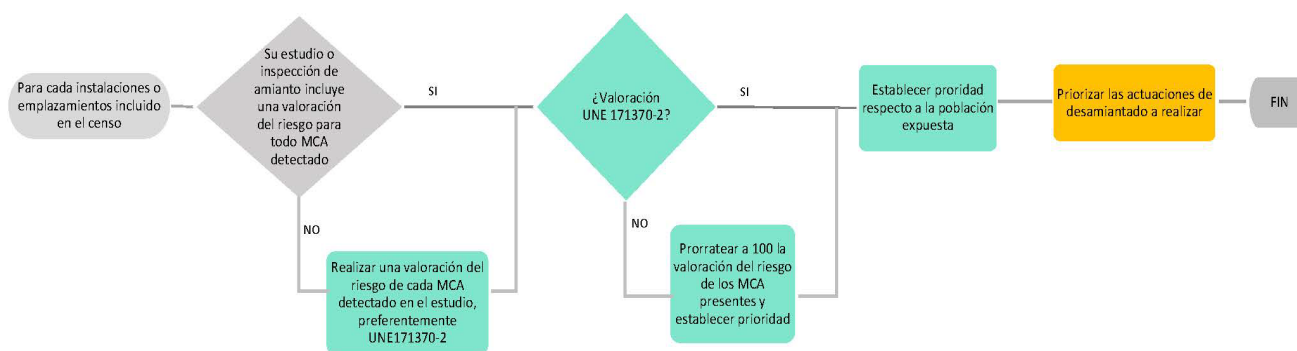 Para cada instalaciones o
emplazamientos incluido
en el censo
Su estudio o
inspección de
amianto incluye
una valoración
del riesgo para
todo MCA
detectado
SI
NO
Realizar una valoración del
riesgo de cada MCA
detectado en el estudio,
preferentemente
UNE171370-2
¿Valoración
UNE 171370-2?
SI
NO
Prorratear a 100 la
valoración del riesgo
de los MCA
presentes y
establecer prioridad
Establecer proridad
respecto a la población
expuesta
Priorizar las actuaciones de
desamiantado a realizar
FIN